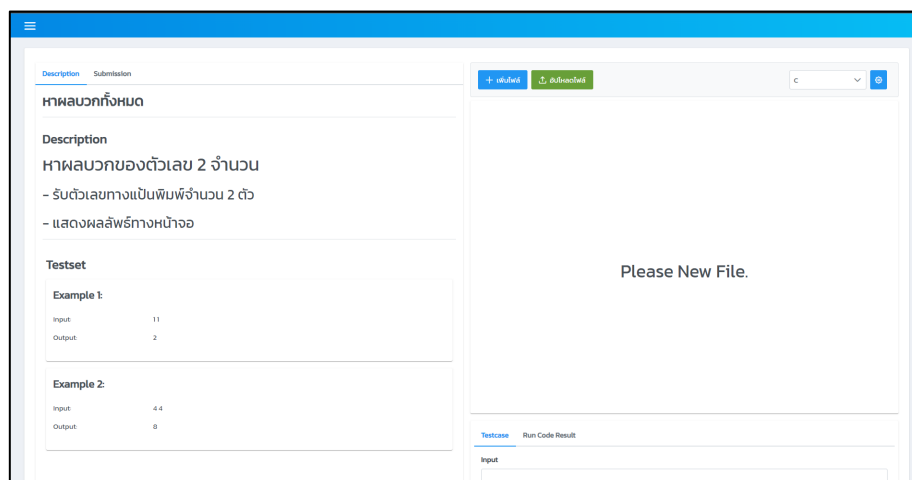 Description Submission
หาผลบวกทั้งหมด
Description
หาผลบวกของตัวเลข 2 จำนวน
- รับตัวเลขทางแป้นพิมพ์จำนวน 2 ตัว
- แสดงผลลัพธ์ทางหน้าจอ
Testset
Example 1:
Input: 1 1
Output: 2
Example 2:
Input: 4 4
Output: 8
+ เพิ่มไฟล์ อัปโหลดไฟล์ C
Please New File.
Testcase Run Code Result
Input